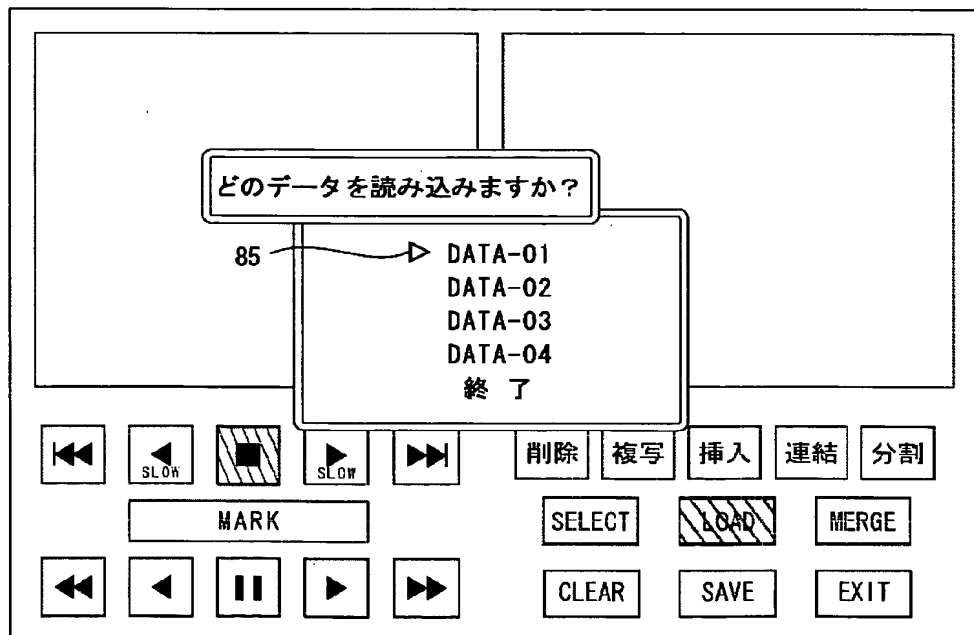 どのデータを読み込みますか？
85
DATA-01
DATA-02
DATA-03
DATA-04
終了
SLOW
SLOW
削除 複写 挿入 連結 分割
MARK
SELECT LOAD MERGE
CLEAR SAVE EXIT